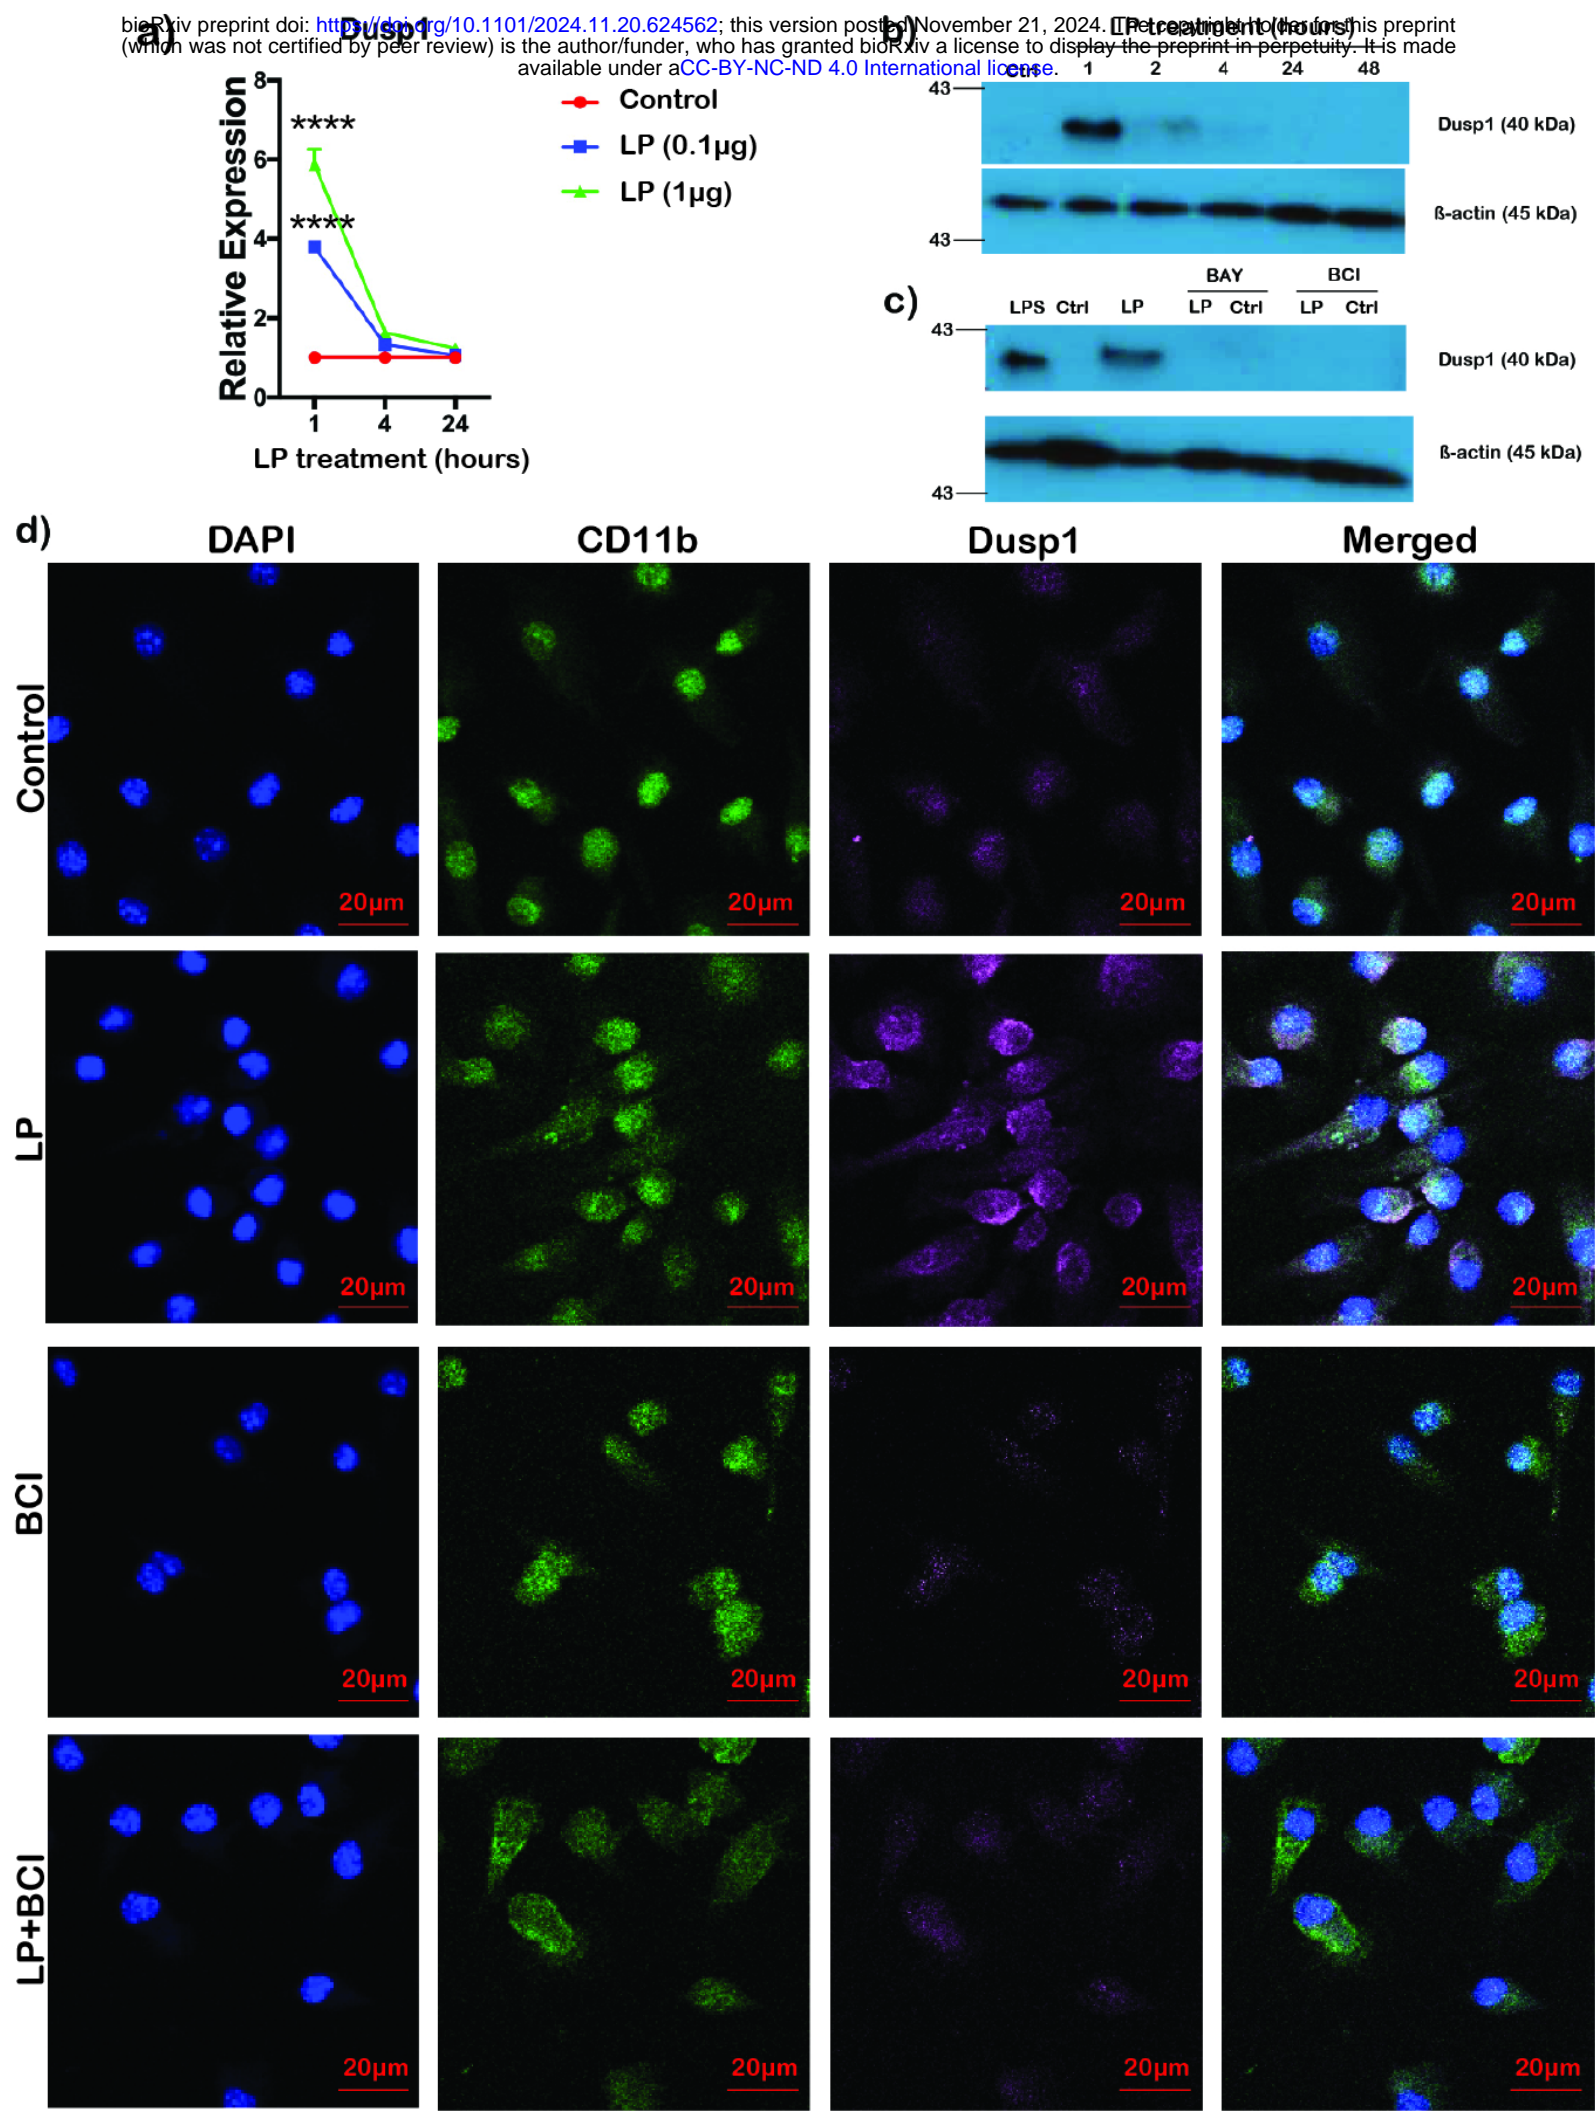 bioRxiv preprint doi: https://doi.org/10.1101/2024.11.20.624562; this version posted November 21, 2024. The copyright holder for this preprint
(which was not certified by peer review) is the author/funder, who has granted bioRxiv a license to display the preprint in perpetuity. It is made
available under aCC-BY-NC-ND 4.0 International license.
a) Dusp1
8
6
4
2
0
Relative Expression
****
****
1 4 24
LP treatment (hours)
Control
LP (0.1µg)
LP (1µg)
b) LP treatment (hours)
Ctrl 1 2 4 24 48
43
Dusp1 (40 kDa)
ß-actin (45 kDa)
43
c)
BAY BCI
LPS Ctrl LP LP Ctrl LP Ctrl
43
Dusp1 (40 kDa)
ß-actin (45 kDa)
43
d)
DAPI CD11b Dusp1 Merged
Control
20µm 20µm 20µm 20µm
LP
20µm 20µm 20µm 20µm
BCI
20µm 20µm 20µm 20µm
LP+BCI
20µm 20µm 20µm 20µm